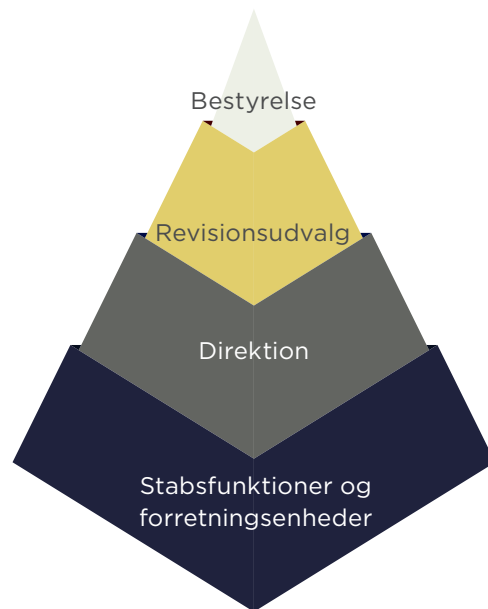 Bestyrelse
Revisionsudvalg
Direktion
Stabsfunktioner og
forretningsenheder